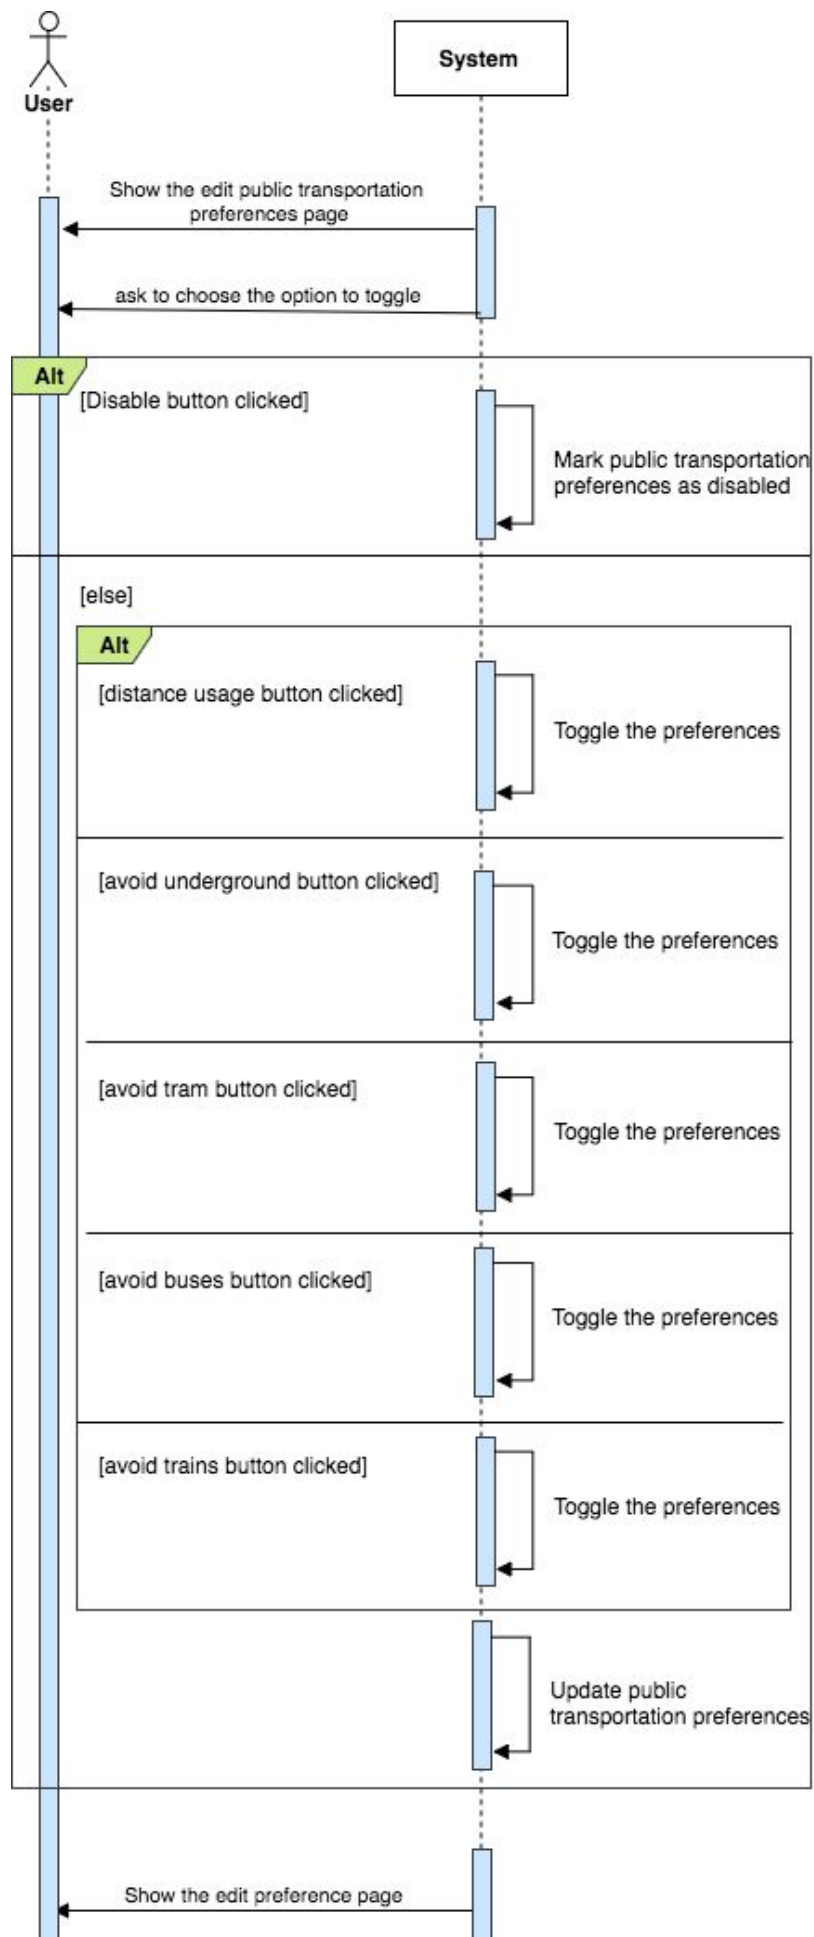 System
User
Show the edit public transportation
preferences page
ask to choose the option to toggle
Alt
[Disable button clicked]
Mark public transportation
preferences as disabled
[else]
Alt
[distance usage button clicked]
Toggle the preferences
[avoid underground button clicked]
Toggle the preferences
[avoid tram button clicked]
Toggle the preferences
[avoid buses button clicked]
Toggle the preferences
[avoid trains button clicked]
Toggle the preferences
Update public
transportation preferences
Show the edit preference page